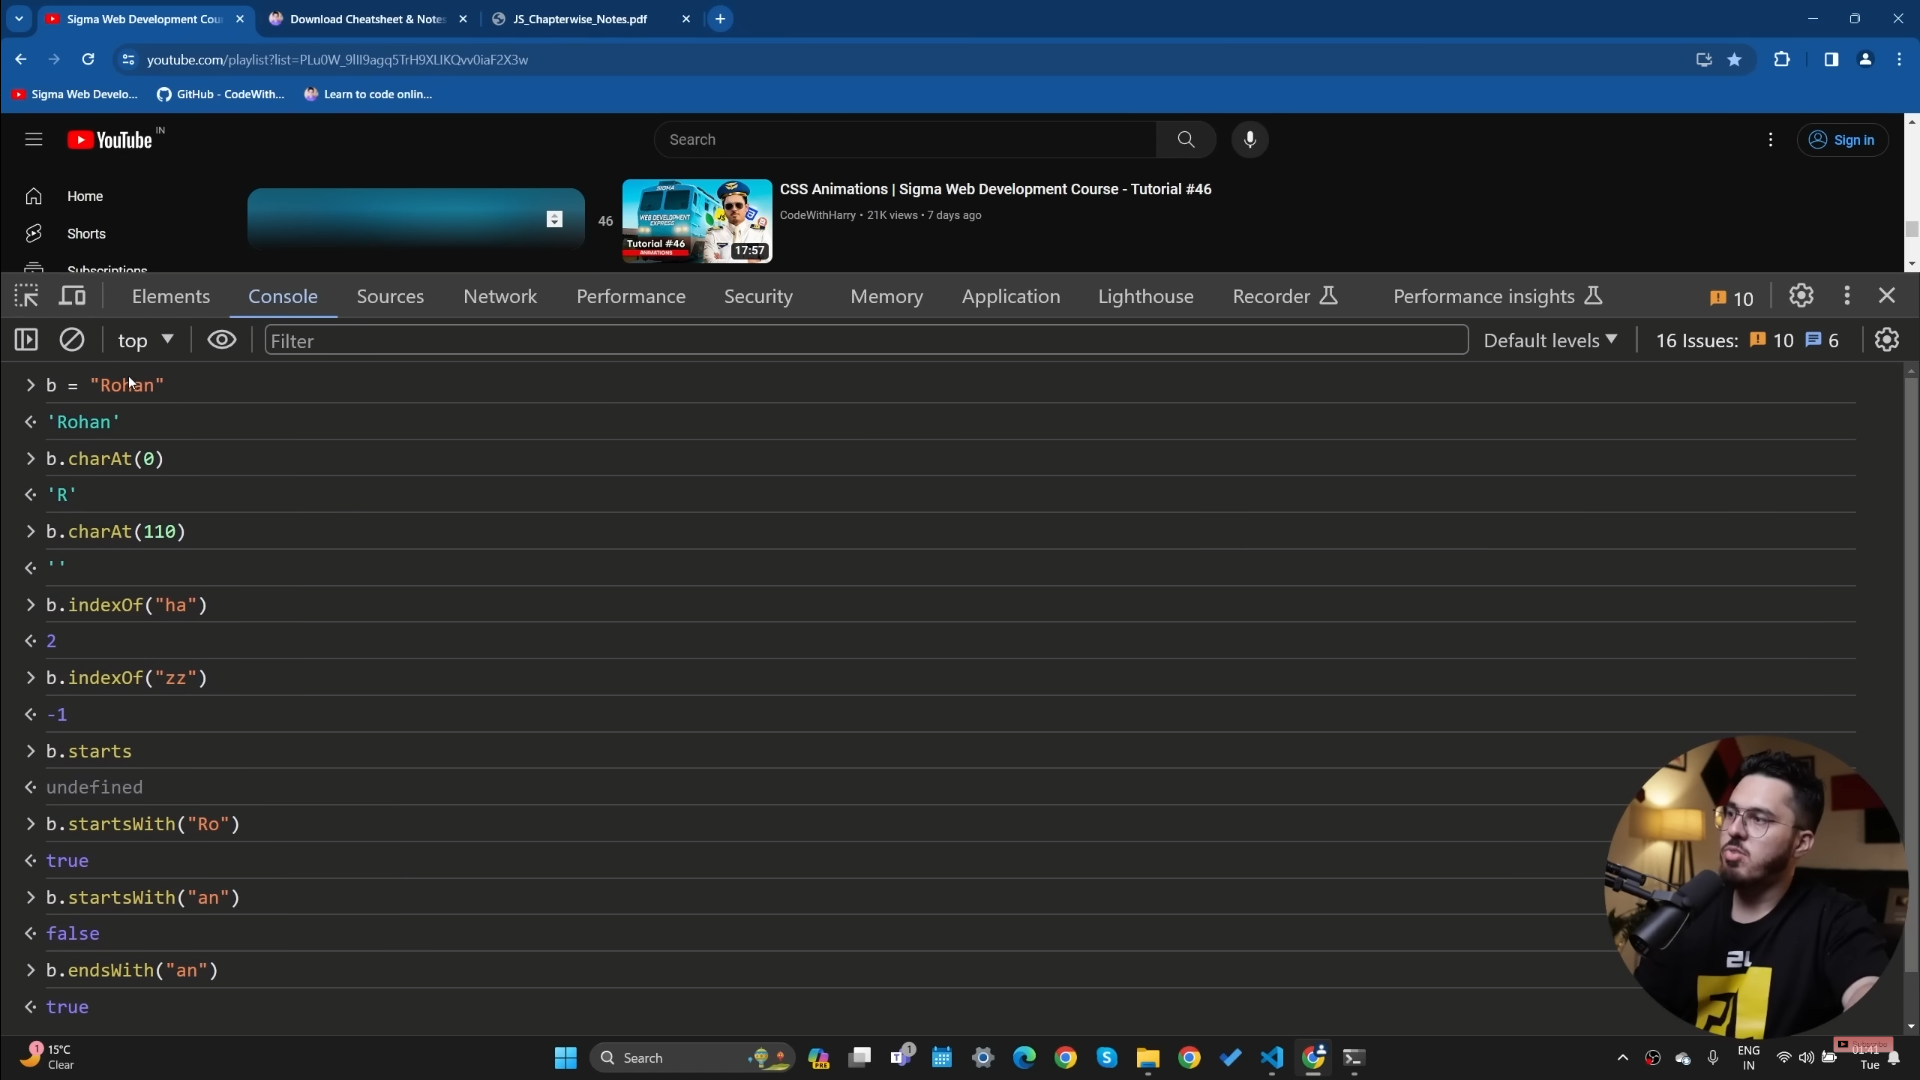 Sigma Web Development Cou
Download Cheatsheet & Notes
JS_Chapterwise_Notes.pdf
youtube.com/playlist?list=PLu0W_9lII9agq5TrH9XLIKQvv0iaF2X3w
Sigma Web Develo...
GitHub - CodeWith...
Learn to code onlin...
YouTube IN
Search
Sign in
Home
Shorts
Subscriptions
46
SIGMA
WEB DEVELOPMENT
EXPRESS
Tutorial #46
ANIMATIONS
17:57
CSS Animations | Sigma Web Development Course - Tutorial #46
CodeWithHarry • 21K views • 7 days ago
Elements
Console
Sources
Network
Performance
Security
Memory
Application
Lighthouse
Recorder
Performance insights
10
top
Filter
Default levels
16 Issues: 10 6
> b = "Rohan"
'Rohan'
> b.charAt(0)
'R'
> b.charAt(110)
''
> b.indexOf("ha")
2
> b.indexOf("zz")
-1
> b.starts
undefined
> b.startsWith("Ro")
true
> b.startsWith("an")
false
> b.endsWith("an")
true
1
15°C
Clear
Search
PRE
1
ENG
IN
Subscribe
01:41
Tue